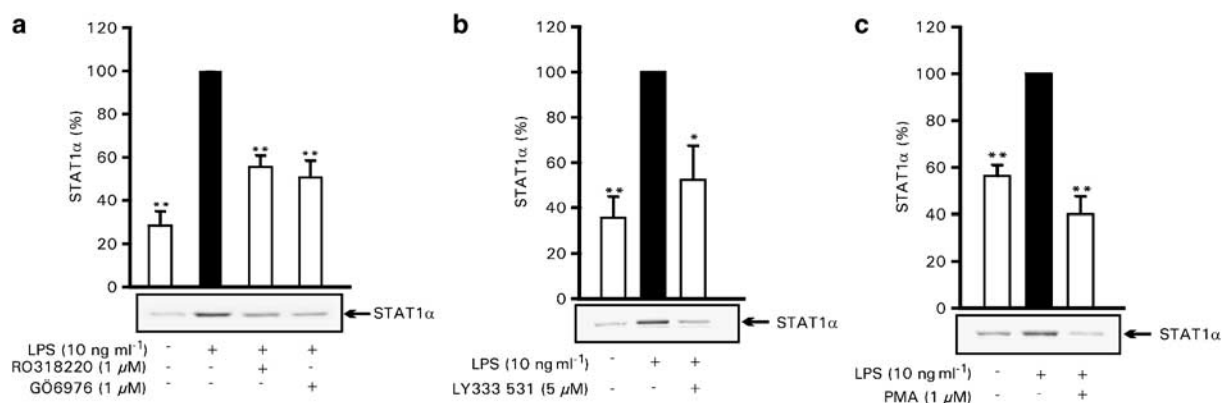 a
STAT1α (%)
120
100
80
60
40
20
0
**
**
**
STAT1α
LPS (10 ng ml⁻¹) - + + +
RO318220 (1 μM) - - + -
GÖ6976 (1 μM) - - - +
b
STAT1α (%)
120
100
80
60
40
20
0
**
*
STAT1α
LPS (10 ng ml⁻¹) - + +
LY333 531 (5 μM) - - +
c
STAT1α (%)
120
100
80
60
40
20
0
**
**
STAT1α
LPS (10 ng ml⁻¹) - + +
PMA (1 μM) - - +